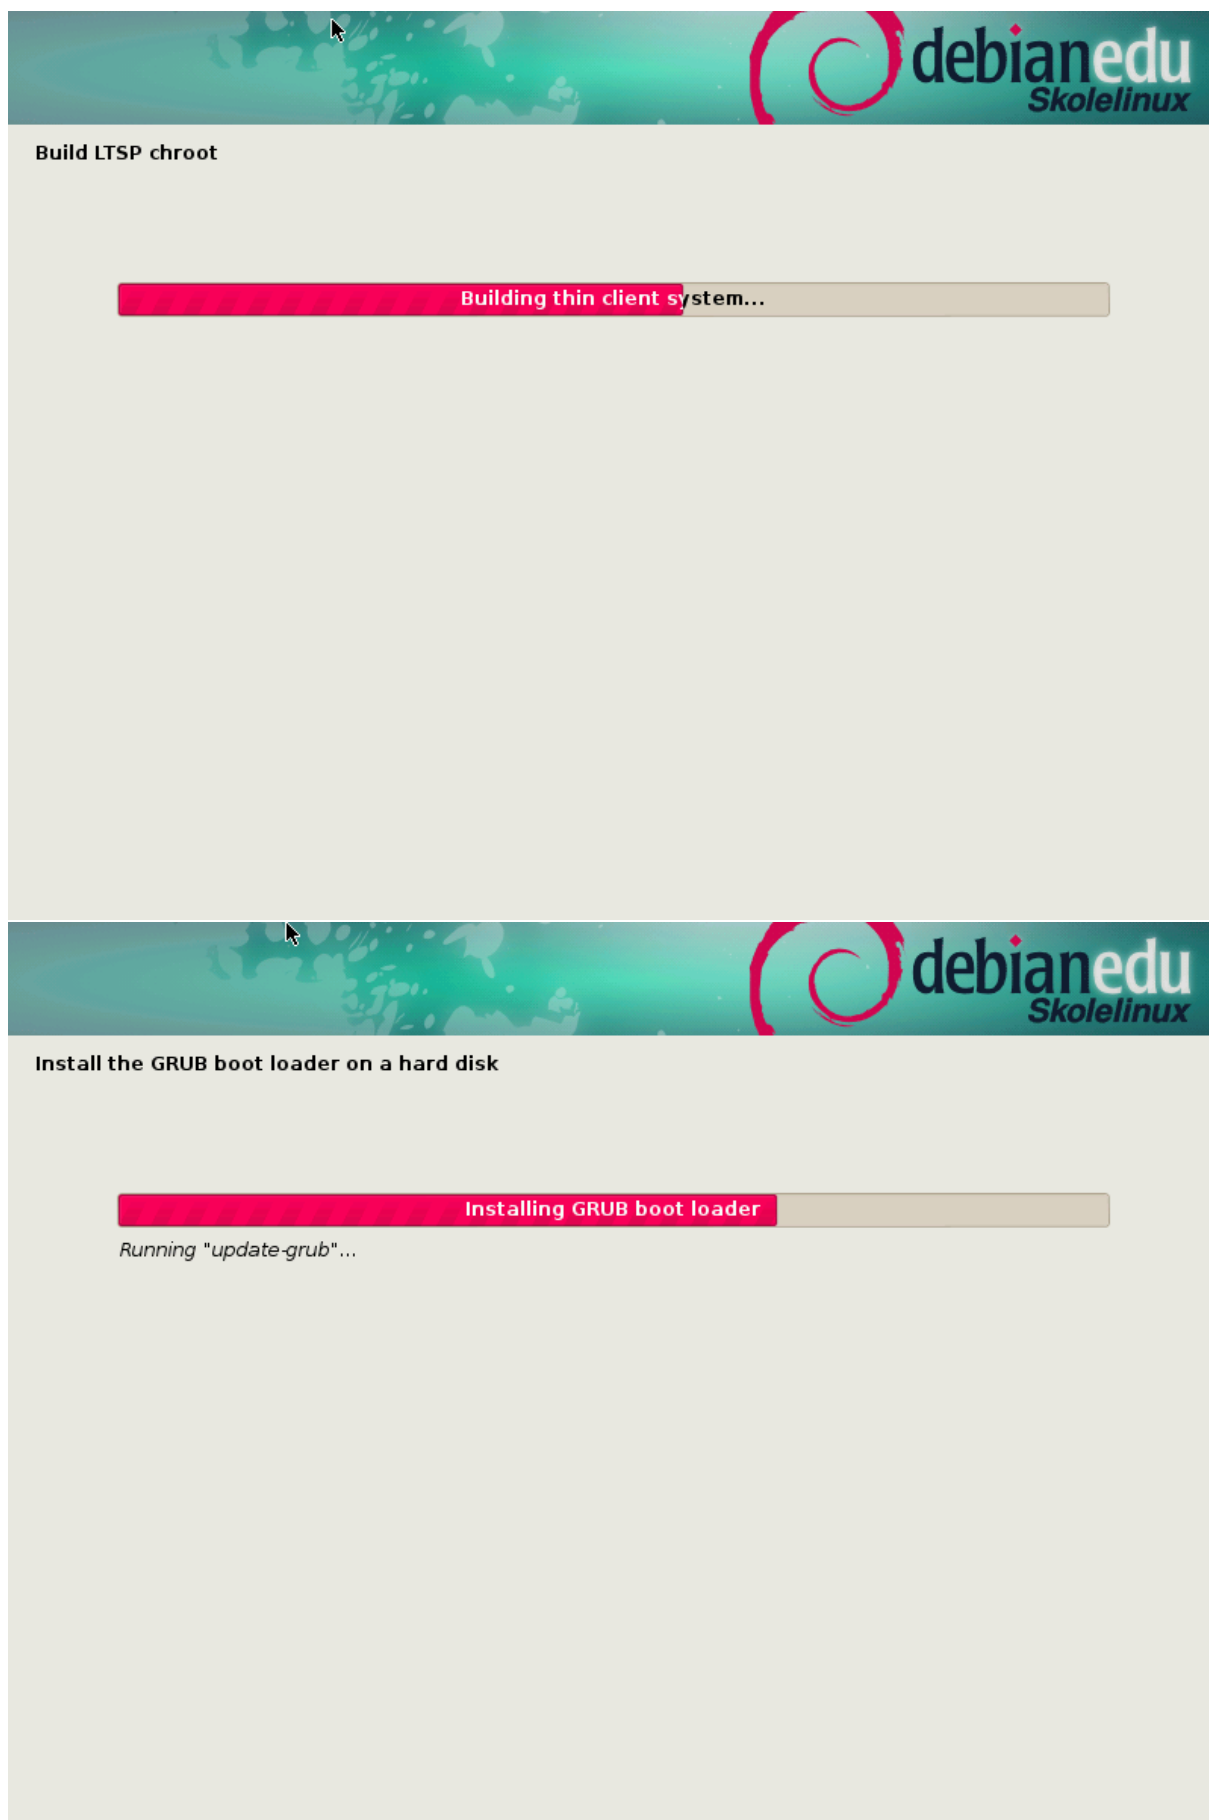 debianedu
Skolelinux
Build LTSP chroot
Building thin client system...
debianedu
Skolelinux
Install the GRUB boot loader on a hard disk
Installing GRUB boot loader
Running "update-grub"...